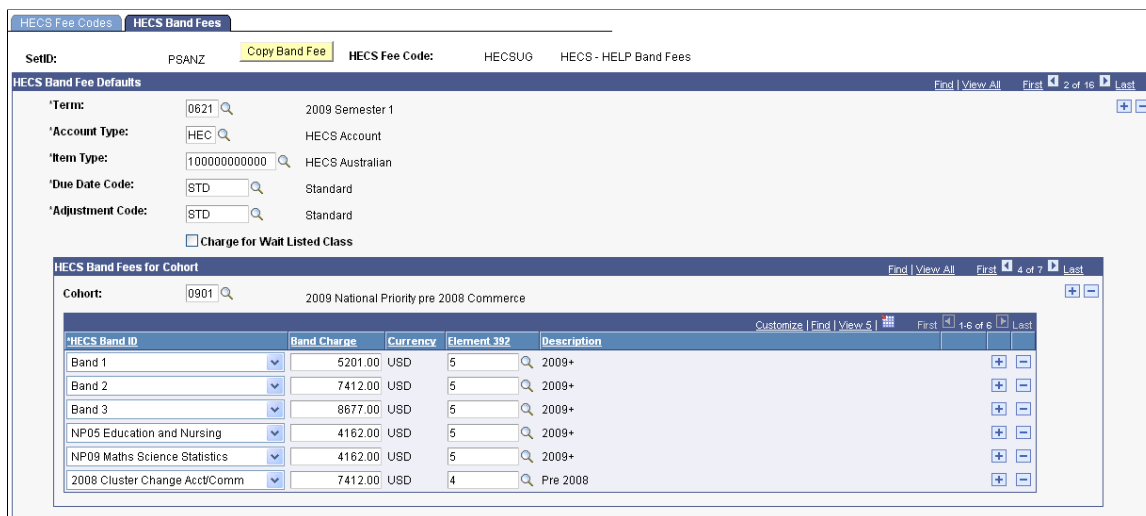 HECS Fee Codes HECS Band Fees
SetID: PSANZ Copy Band Fee HECS Fee Code: HECSUG HECS - HELP Band Fees
HECS Band Fee Defaults Find | View All First 2 of 16 Last
*Term: 0621 2009 Semester 1
*Account Type: HEC HECS Account
*Item Type: 100000000000 HECS Australian
*Due Date Code: STD Standard
*Adjustment Code: STD Standard
Charge for Wait Listed Class
HECS Band Fees for Cohort Find | View All First 4 of 7 Last
Cohort: 0901 2009 National Priority pre 2008 Commerce
Customize | Find | View 5 | First 1-6 of 6 Last
*HECS Band ID Band Charge Currency Element 392 Description
Band 1 5201.00 USD 5 2009+
Band 2 7412.00 USD 5 2009+
Band 3 8677.00 USD 5 2009+
NP05 Education and Nursing 4162.00 USD 5 2009+
NP09 Maths Science Statistics 4162.00 USD 5 2009+
2008 Cluster Change Acct/Comm 7412.00 USD 4 Pre 2008